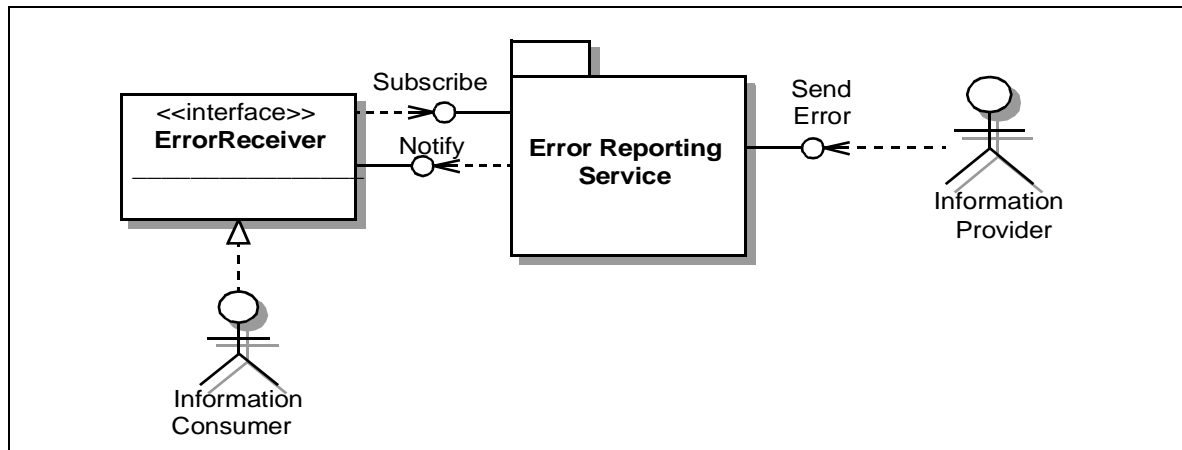 <<interface>>
ErrorReceiver
Subscribe
Notify
Error Reporting
Service
Send
Error
Information
Provider
Information
Consumer